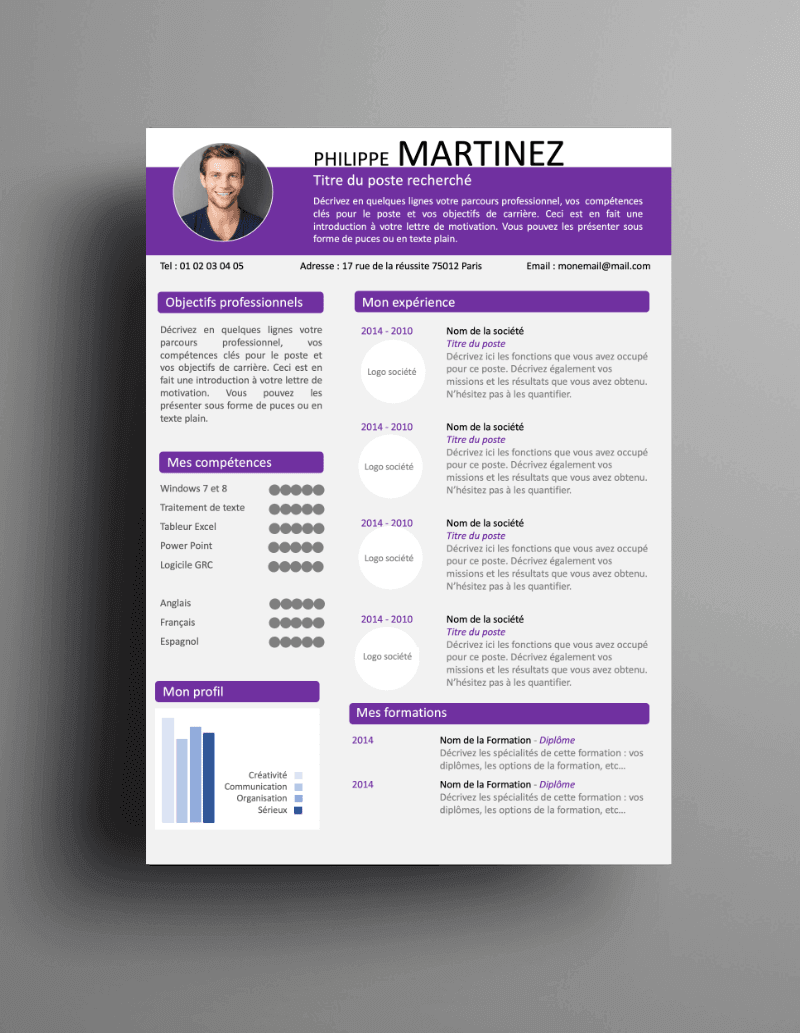 PHILIPPE MARTINEZ
Titre du poste recherché
Décrivez en quelques lignes votre parcours professionnel, vos compétences
clés pour le poste et vos objectifs de carrière. Ceci est en fait une
introduction à votre lettre de motivation. Vous pouvez les présenter sous
forme de puces ou en texte plain.
Tel : 01 02 03 04 05
Adresse : 17 rue de la réussite 75012 Paris
Email : monemail@mail.com
Objectifs professionnels
Décrivez en quelques lignes votre
parcours professionnel, vos
compétences clés pour le poste et
vos objectifs de carrière. Ceci est en
fait une introduction à votre lettre de
motivation. Vous pouvez les
présenter sous forme de puces ou en
texte plain.
Mes compétences
Windows 7 et 8
Traitement de texte
Tableur Excel
Power Point
Logicile GRC
Anglais
Français
Espagnol
Mon profil
Créativité
Communication
Organisation
Sérieux
Mon expérience
2014 - 2010
Logo société
Nom de la société
Titre du poste
Décrivez ici les fonctions que vous avez occupé
pour ce poste. Décrivez également vos
missions et les résultats que vous avez obtenu.
N'hésitez pas à les quantifier.
2014 - 2010
Logo société
Nom de la société
Titre du poste
Décrivez ici les fonctions que vous avez occupé
pour ce poste. Décrivez également vos
missions et les résultats que vous avez obtenu.
N'hésitez pas à les quantifier.
2014 - 2010
Logo société
Nom de la société
Titre du poste
Décrivez ici les fonctions que vous avez occupé
pour ce poste. Décrivez également vos
missions et les résultats que vous avez obtenu.
N'hésitez pas à les quantifier.
2014 - 2010
Logo société
Nom de la société
Titre du poste
Décrivez ici les fonctions que vous avez occupé
pour ce poste. Décrivez également vos
missions et les résultats que vous avez obtenu.
N'hésitez pas à les quantifier.
Mes formations
2014
Nom de la Formation - Diplôme
Décrivez les spécialités de cette formation : vos
diplômes, les options de la formation, etc...
2014
Nom de la Formation - Diplôme
Décrivez les spécialités de cette formation : vos
diplômes, les options de la formation, etc...